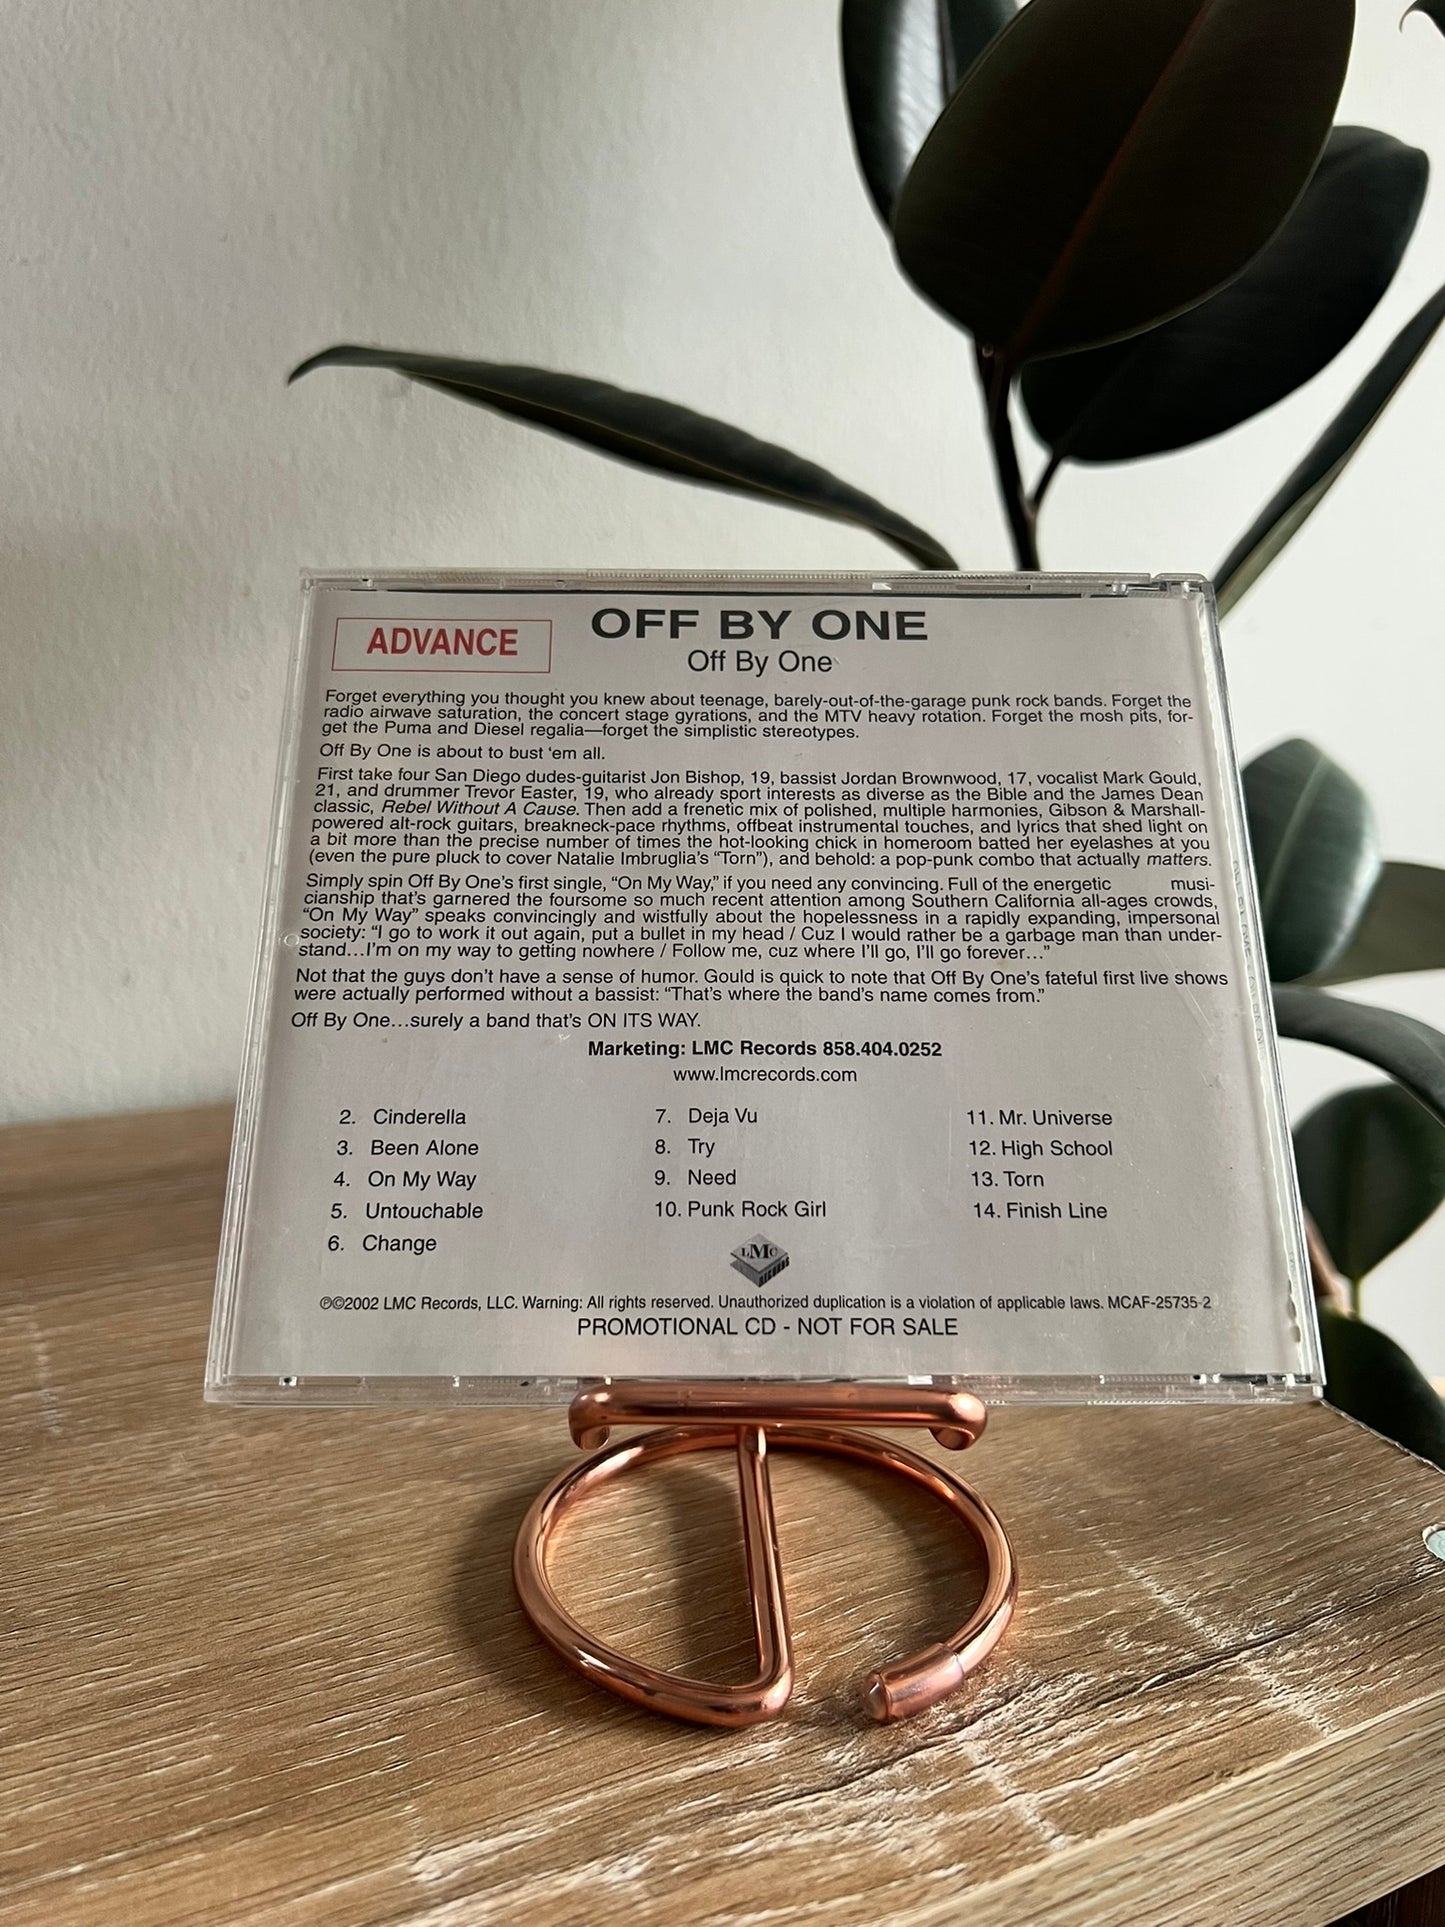 ADVANCE
OFF BY ONE
Off By One
Forget everything you thought you knew about teenage, barely-out-of-the-garage punk rock bands. Forget the
radio airwave saturation, the concert stage gyrations, and the MTV heavy rotation. Forget the mosh pits, for-
get the Puma and Diesel regalia—forget the simplistic stereotypes.
Off By One is about to bust ‘em all.
First take four San Diego dudes-guitarist Jon Bishop, 19, bassist Jordan Brownwood, 17, vocalist Mark Gould,
21, and drummer Trevor Easter, 19, who already sport interests as diverse as the Bible and the James Dean
classic, Rebel Without A Cause. Then add a frenetic mix of polished, multiple harmonies, Gibson & Marshall-
powered alt-rock guitars, breakneck-pace rhythms, offbeat instrumental touches, and lyrics that shed light on
a bit more than the precise number of times the hot-looking chick in homeroom batted her eyelashes at you
(even the pure pluck to cover Natalie Imbruglia’s “Torn”), and behold: a pop-punk combo that actually matters.
Simply spin Off By One’s first single, “On My Way,” if you need any convincing. Full of the energetic musi-
cianship that’s garnered the foursome so much recent attention among Southern California all-ages crowds,
“On My Way” speaks convincingly and wistfully about the hopelessness in a rapidly expanding, impersonal
society: “I go to work it out again, put a bullet in my head / Cuz I would rather be a garbage man than under-
stand…I’m on my way to getting nowhere / Follow me, cuz where I’ll go, I’ll go forever…”
Not that the guys don’t have a sense of humor. Gould is quick to note that Off By One’s fateful first live shows
were actually performed without a bassist: “That’s where the band’s name comes from.”
Off By One…surely a band that’s ON ITS WAY.
Marketing: LMC Records 858.404.0252
www.lmcrecords.com
2. Cinderella
3. Been Alone
4. On My Way
5. Untouchable
6. Change
7. Deja Vu
8. Try
9. Need
10. Punk Rock Girl
11. Mr. Universe
12. High School
13. Torn
14. Finish Line
LMC
RECORDS
℗©2002 LMC Records, LLC. Warning: All rights reserved. Unauthorized duplication is a violation of applicable laws. MCAF-25735-2
PROMOTIONAL CD - NOT FOR SALE